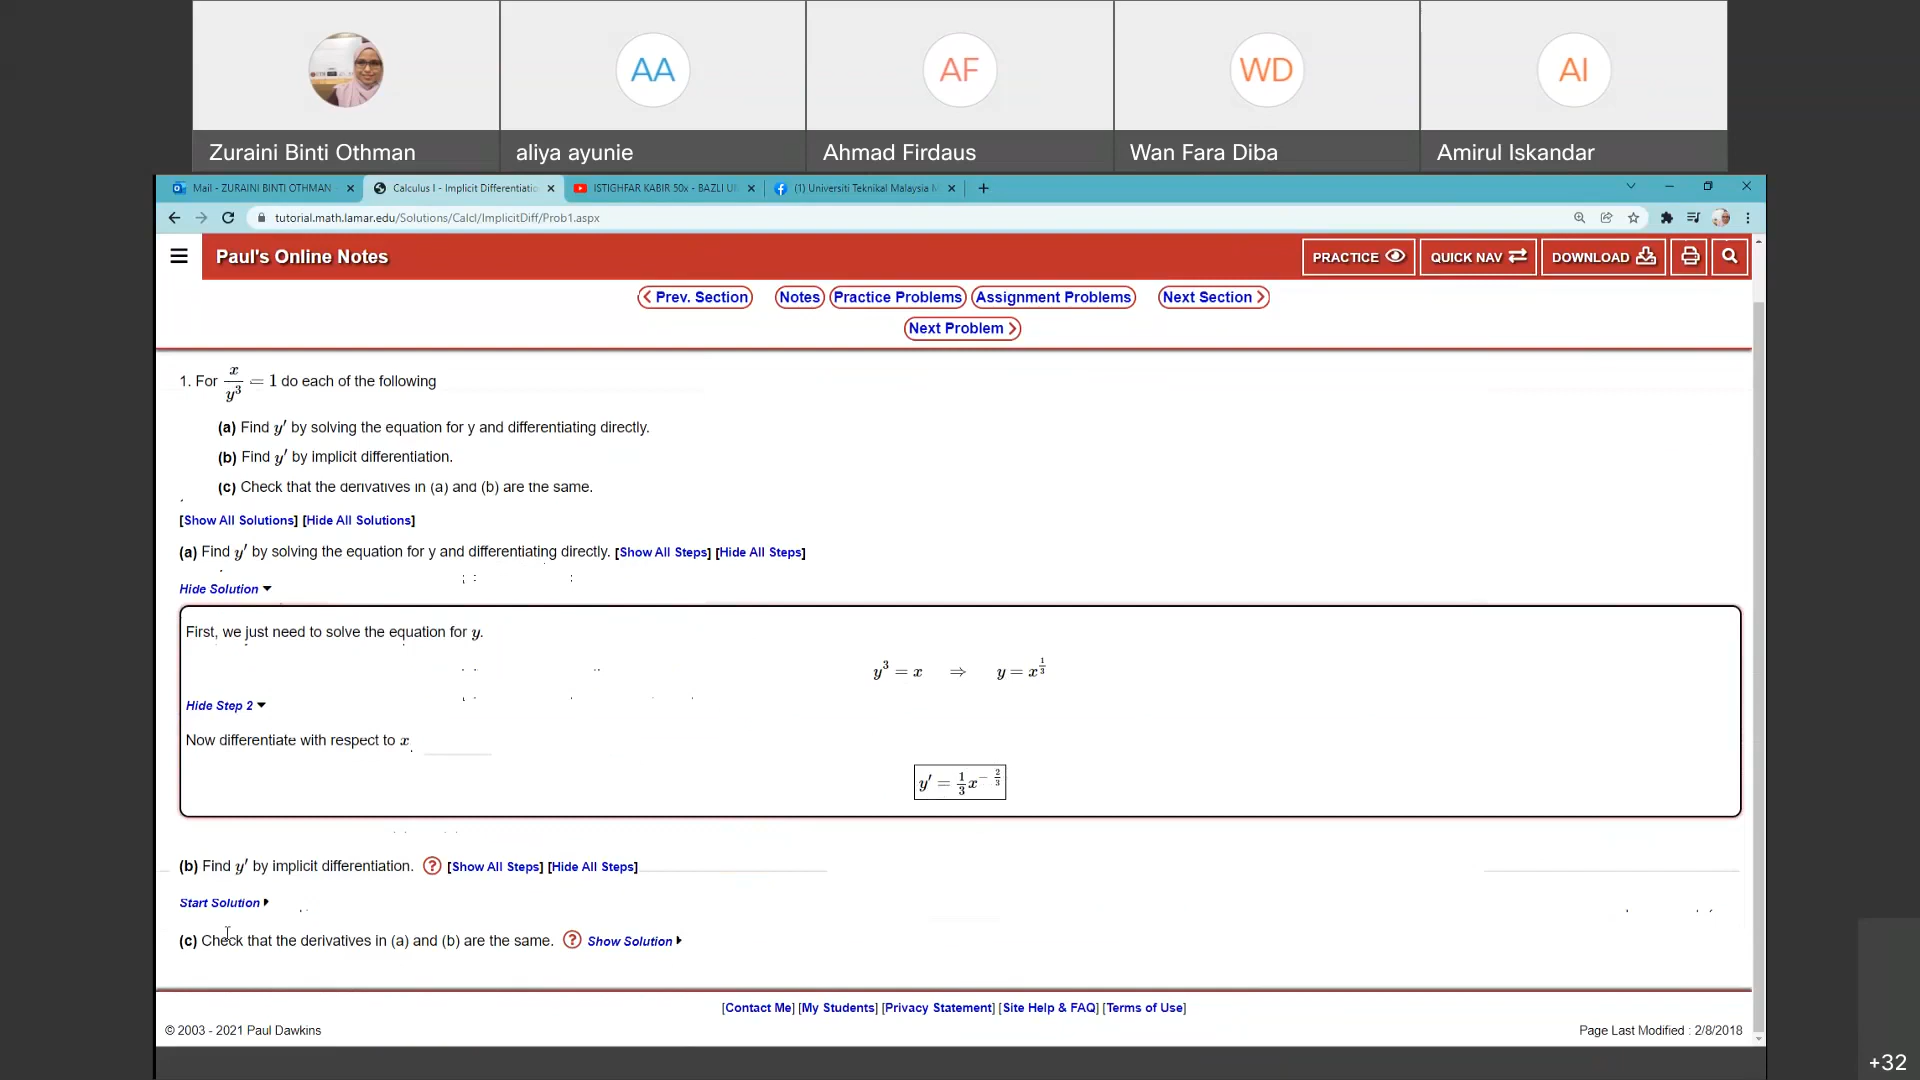 AA
AF
WD
AI
Zuraini Binti Othman
aliya ayunie
Ahmad Firdaus
Wan Fara Diba
Amirul Iskandar
Mail - ZURAINI BINTI OTHMAN
Calculus I - Implicit Differentiatio
ISTIGHFAR KABIR 50x - BAZLI
(1) Universiti Teknikal Malaysia
tutorial.math.lamar.edu/Solutions/CalcI/ImplicitDiff/Prob1.aspx
Paul's Online Notes
PRACTICE
QUICK NAV
DOWNLOAD
Prev. Section
Notes
Practice Problems
Assignment Problems
Next Section
Next Problem
1. For x/y³ = 1 do each of the following
(a) Find y′ by solving the equation for y and differentiating directly.
(b) Find y′ by implicit differentiation.
(c) Check that the derivatives in (a) and (b) are the same.
[Show All Solutions] [Hide All Solutions]
(a) Find y′ by solving the equation for y and differentiating directly. [Show All Steps] [Hide All Steps]
Hide Solution
First, we just need to solve the equation for y.
y³ = x ⇒ y = x^(1/3)
Hide Step 2
Now differentiate with respect to x.
y′ = 1/3 x^(−2/3)
(b) Find y′ by implicit differentiation. ? [Show All Steps] [Hide All Steps]
Start Solution
(c) Check that the derivatives in (a) and (b) are the same. ? Show Solution
[Contact Me] [My Students] [Privacy Statement] [Site Help & FAQ] [Terms of Use]
© 2003 - 2021 Paul Dawkins
Page Last Modified : 2/8/2018
+32